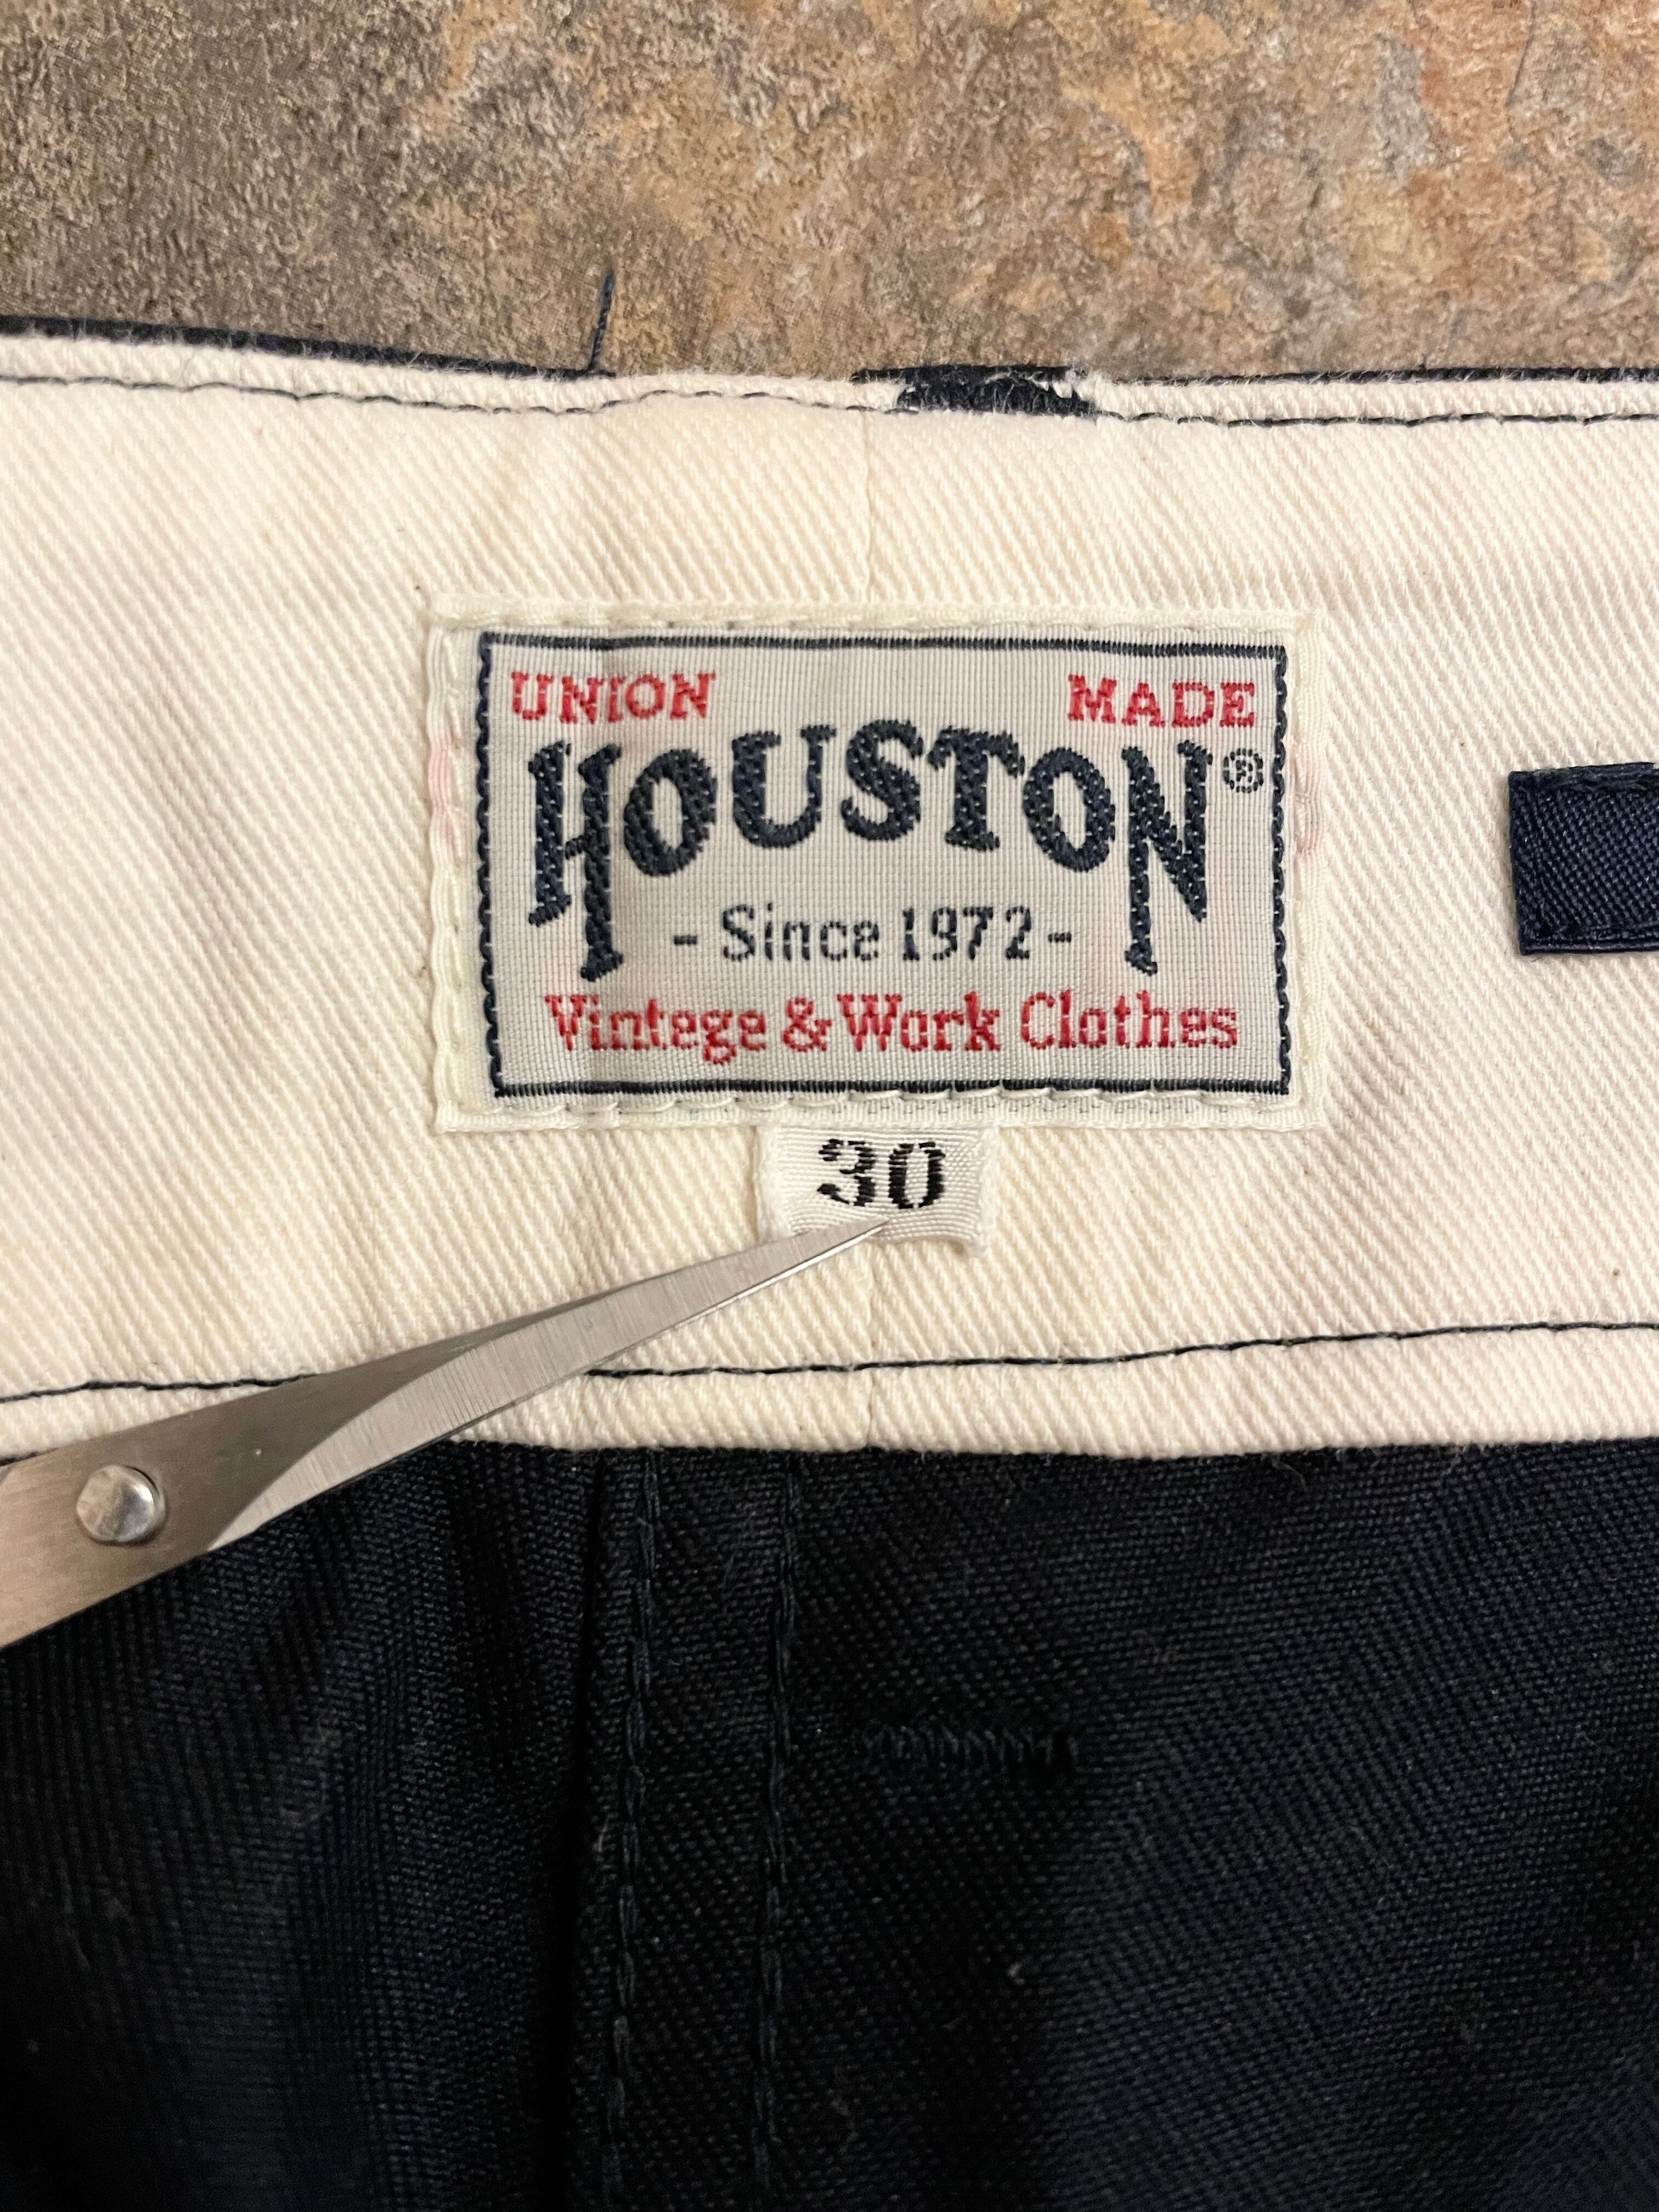 UNION MADE
HOUSTON®
- Since 1972 -
Vintege & Work Clothes
30